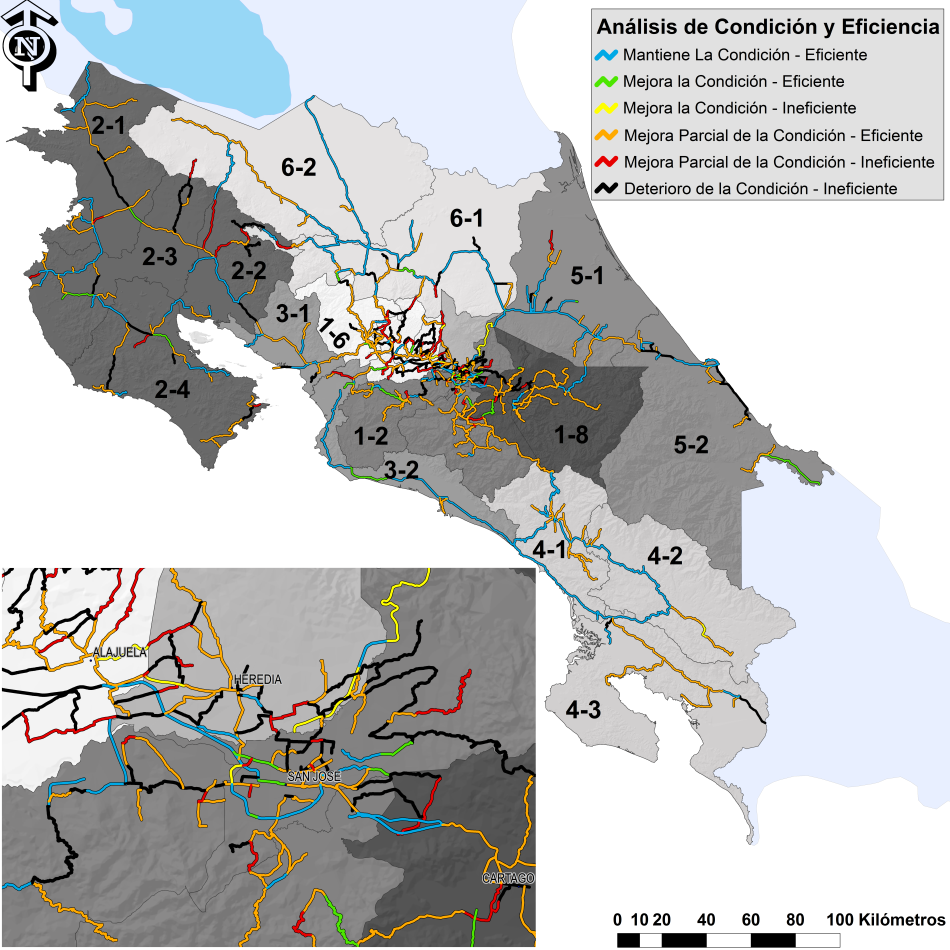 N
Análisis de Condición y Eficiencia
Mantiene La Condición - Eficiente
Mejora la Condición - Eficiente
Mejora la Condición - Ineficiente
Mejora Parcial de la Condición - Eficiente
Mejora Parcial de la Condición - Ineficiente
Deterioro de la Condición - Ineficiente
2-1
6-2
6-1
2-3
2-2
5-1
3-1
1-6
2-4
1-2
1-8
5-2
3-2
4-1
4-2
4-3
ALAJUELA
HEREDIA
SAN JOSE
CARTAGO
0 10 20 40 60 80 100 Kilómetros